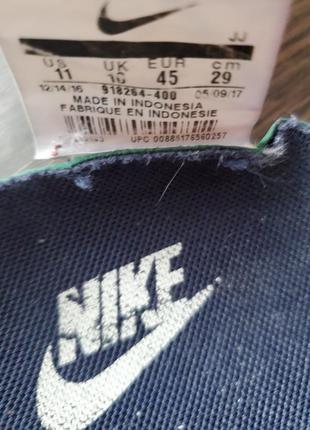 JJ
US UK EUR cm
11 10 45 29
12/14/16 918264-400 05/09/17
MADE IN INDONESIA
FABRIQUE EN INDONESIE
UPC 00886176560257
NIKE